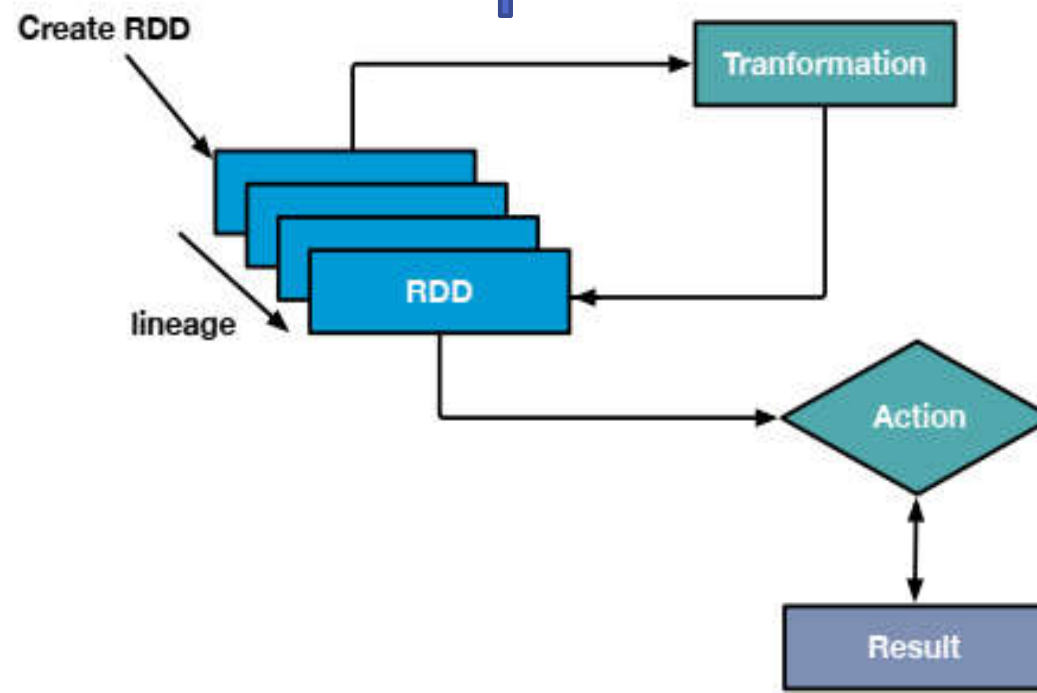 Create RDD
Tranformation
RDD
lineage
Action
Result